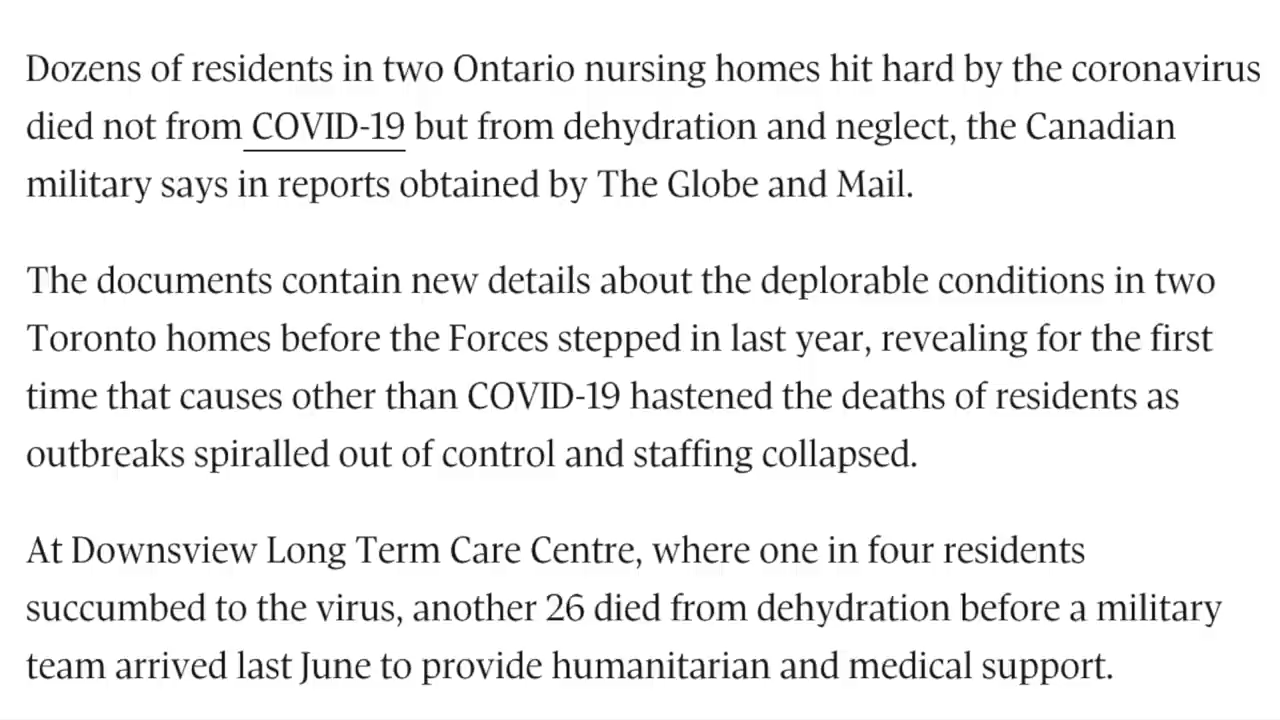 Dozens of residents in two Ontario nursing homes hit hard by the coronavirus
died not from COVID-19 but from dehydration and neglect, the Canadian
military says in reports obtained by The Globe and Mail.
The documents contain new details about the deplorable conditions in two
Toronto homes before the Forces stepped in last year, revealing for the first
time that causes other than COVID-19 hastened the deaths of residents as
outbreaks spiralled out of control and staffing collapsed.
At Downsview Long Term Care Centre, where one in four residents
succumbed to the virus, another 26 died from dehydration before a military
team arrived last June to provide humanitarian and medical support.